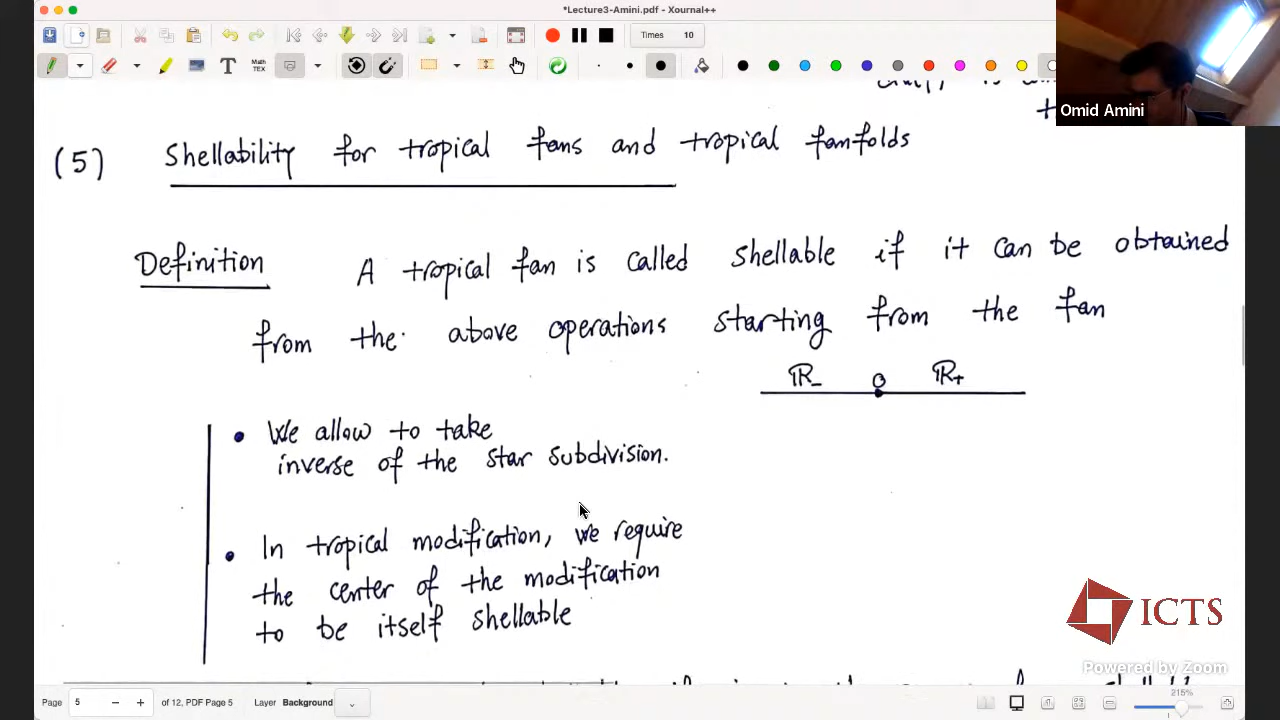 *Lecture3-Amini.pdf - Xournal++
Times 10
Omid Amini
(5) Shellability for tropical fans and tropical fanfolds
Definition A tropical fan is called shellable if it can be obtained
from the above operations starting from the fan
ℝ- 0 ℝ+
• We allow to take
inverse of the star subdivision.
• In tropical modification, we require
the center of the modification
to be itself shellable
ICTS
Powered by Zoom
Page 5 of 12, PDF Page 5 Layer Background
215%